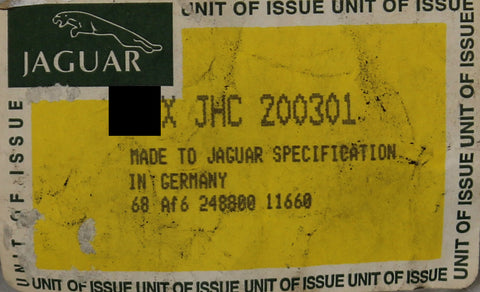 UNIT OF ISSUE UNIT OF ISSUE
JAGUAR
X JHC 200301
MADE TO JAGUAR SPECIFICATION
IN GERMANY
68 Af6 248800 11660
UNIT OF ISSUE
UNIT OF ISSUE UNIT OF ISSUE
UNIT OF ISSUE UNIT OF ISSUE UNIT OF ISSUE UNIT OF ISSUE